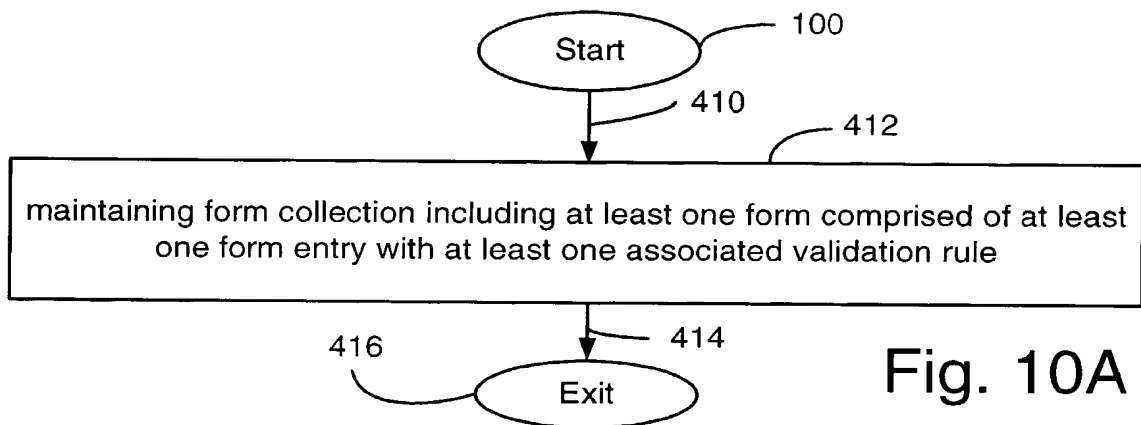 Start
100
410
412
maintaining form collection including at least one form comprised of at least
one form entry with at least one associated validation rule
414
416
Exit
Fig. 10A